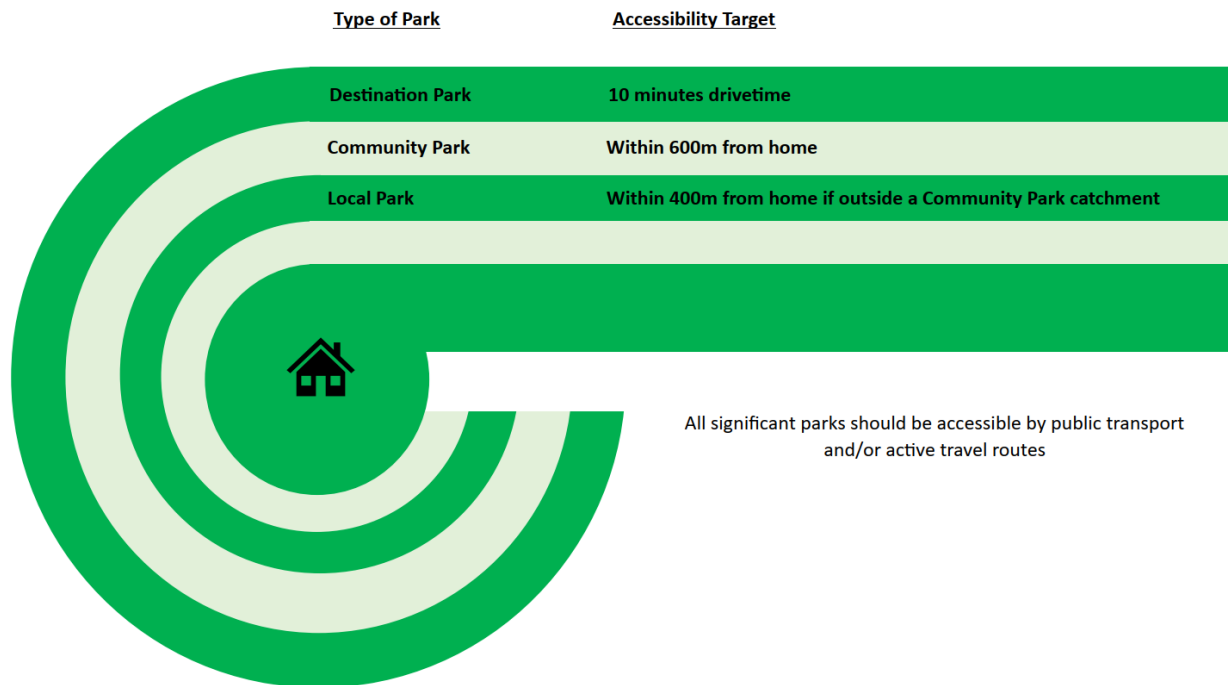 Type of Park Accessibility Target
Destination Park 10 minutes drivetime
Community Park Within 600m from home
Local Park Within 400m from home if outside a Community Park catchment
All significant parks should be accessible by public transport
and/or active travel routes